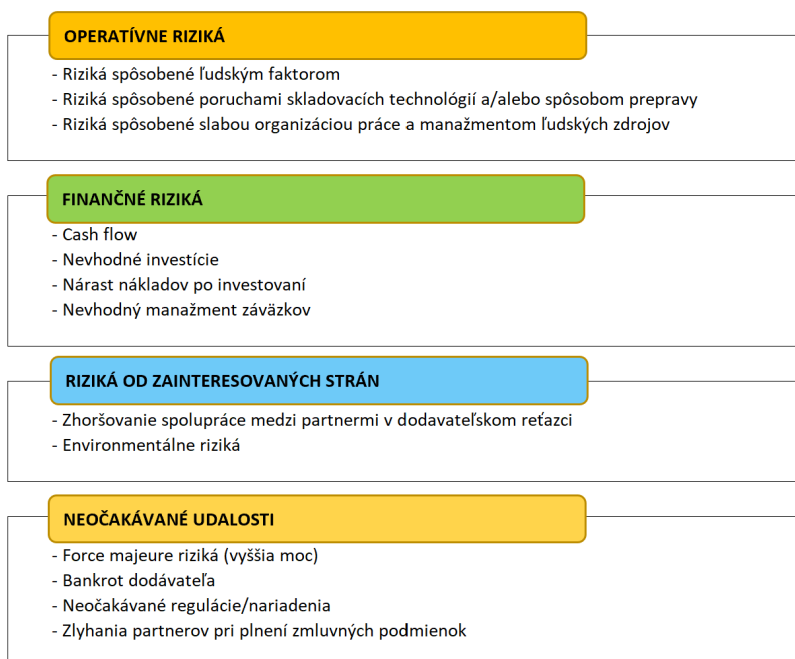 OPERATÍVNE RIZIKÁ
- Riziká spôsobené ľudským faktorom
- Riziká spôsobené poruchami skladovacích technológií a/alebo spôsobom prepravy
- Riziká spôsobené slabou organizáciou práce a manažmentom ľudských zdrojov
FINANČNÉ RIZIKÁ
- Cash flow
- Nevhodné investície
- Nárast nákladov po investovaní
- Nevhodný manažment záväzkov
RIZIKÁ OD ZAINTERESOVANÝCH STRÁN
- Zhoršovanie spolupráce medzi partnermi v dodavateľskom reťazci
- Environmentálne riziká
NEOČAKÁVANÉ UDALOSTI
- Force majeure riziká (vyššia moc)
- Bankrot dodávateľa
- Neočakávané regulácie/nariadenia
- Zlyhania partnerov pri plnení zmluvných podmienok